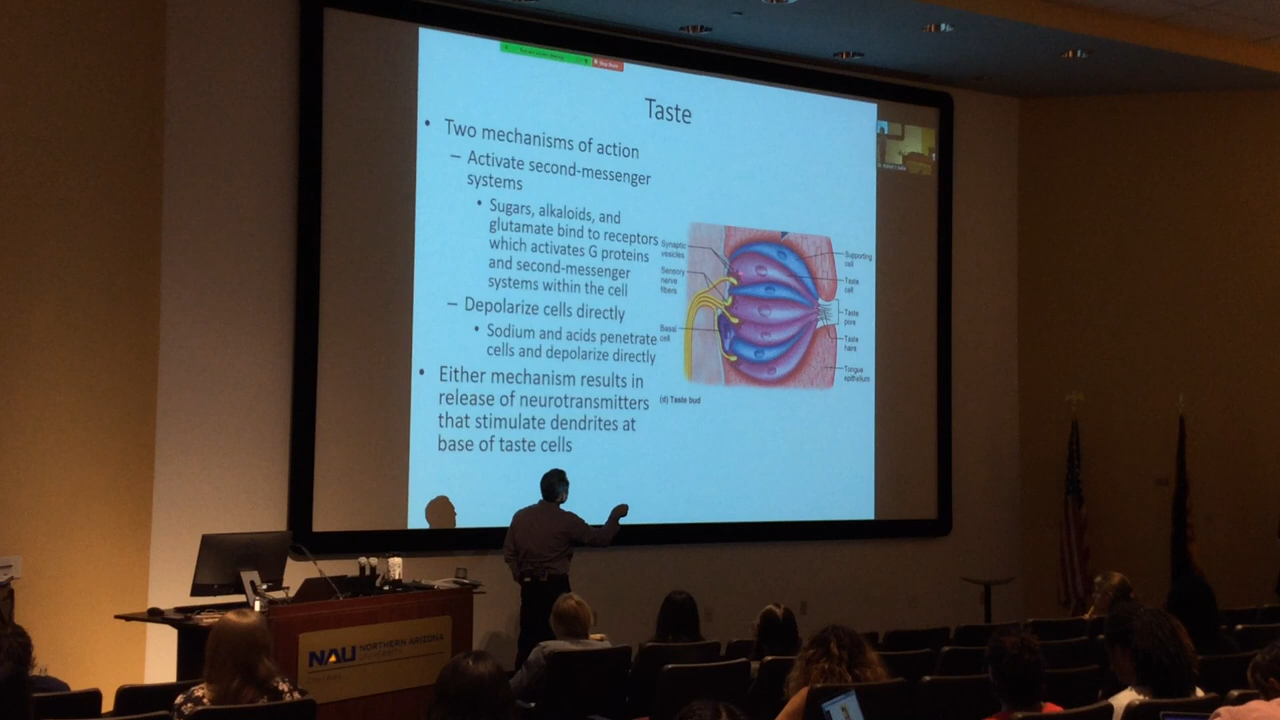 Stop Share
Taste
• Two mechanisms of action
– Activate second-messenger
systems
• Sugars, alkaloids, and
glutamate bind to receptors
which activates G proteins
and second-messenger
systems within the cell
– Depolarize cells directly
• Sodium and acids penetrate
cells and depolarize directly
• Either mechanism results in
release of neurotransmitters
that stimulate dendrites at
base of taste cells
Synaptic
vesicles
Sensory
nerve
fibers
Basal
cell
Supporting
cell
Taste
cell
Taste
pore
Taste
hairs
Tongue
epithelium
(d) Taste bud
NAU NORTHERN ARIZONA
UNIVERSITY